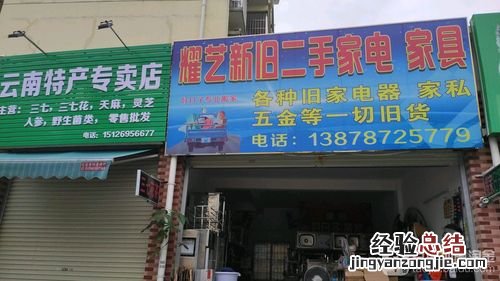 云南特产专卖店
主营：三七，三七花，天麻，灵芝
人参，野生菌类，零售批发
电话：15126956677
耀艺新旧二手家电 家具
各种旧家电器 家私
五金等一切旧货
电话：13878725779
经验总结
jingyanzongjie.com